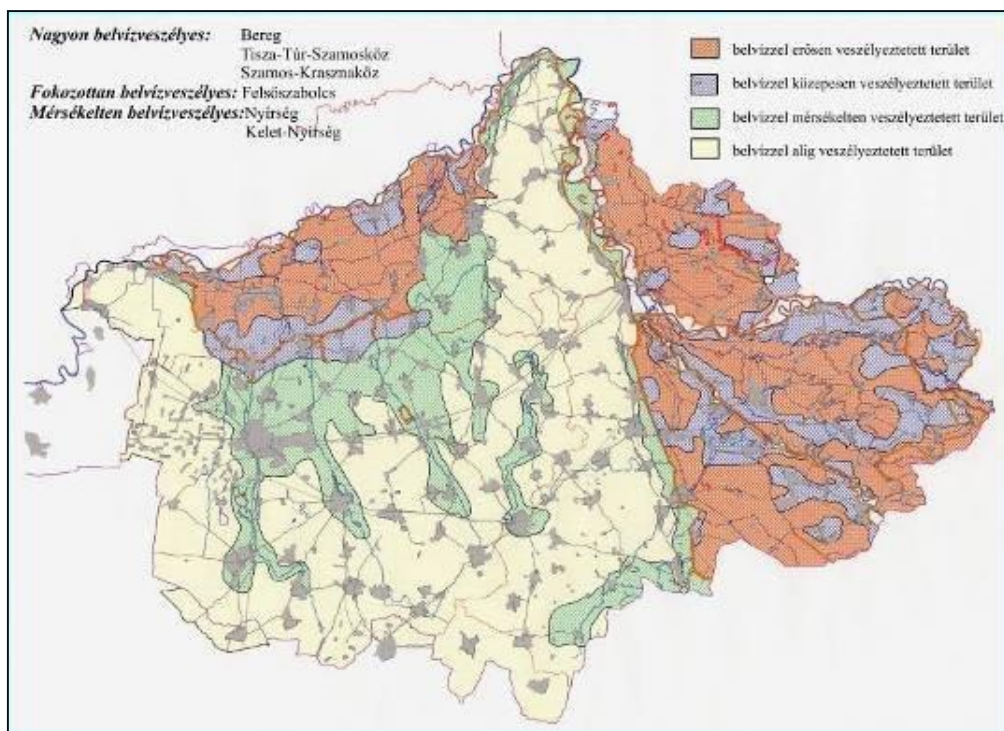 Nagyon belvízveszélyes: Bereg
Tisza-Túr-Szamosköz
Szamos-Krasznaköz
Fokozottan belvízveszélyes: Felsőszabolcs
Mérsékelten belvízveszélyes: Nyírség
Kelet-Nyírség
belvízzel erősen veszélyeztetett terület
belvízzel közepesen veszélyeztetett terület
belvízzel mérsékelten veszélyeztetett terület
belvízzel alig veszélyeztetett terület